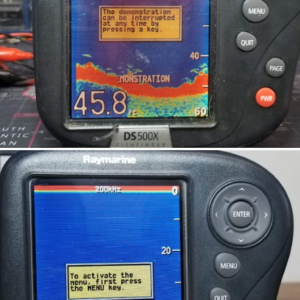 The demonstration
can be interrupted
at any time by
pressing a key.
MENU
QUIT
PAGE
PWR
40
MONSTRATION
45.8
60
DS500X
Raymarine
200kHz
0
ENTER
20
To activate the
menu, first press
the MENU key.
MENU
QUIT